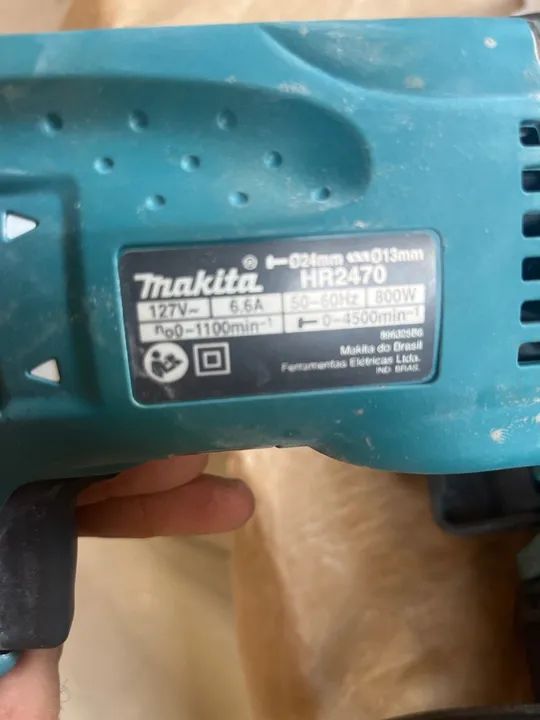 makita® Ø24mm Ø13mm
HR2470
127V~ 6.6A 50-60Hz 800W
n₀0-1100min⁻¹ 0-4500min⁻¹
Makita do Brasil
Ferramentas Elétricas Ltda.
IND. BRAS.